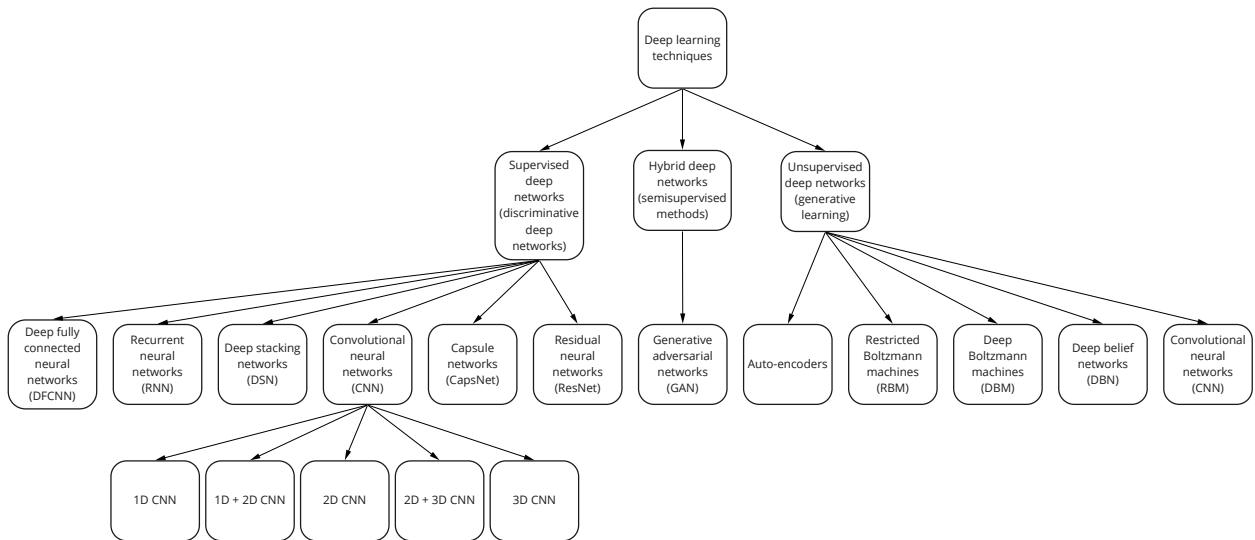 Deep learning
techniques
Supervised
deep
networks
(discriminative
deep
networks)
Hybrid deep
networks
(semisupervised
methods)
Unsupervised
deep networks
(generative
learning)
Deep fully
connected
neural
networks
(DFCNN)
Recurrent
neural
networks
(RNN)
Deep stacking
networks
(DSN)
Convolutional
neural
networks
(CNN)
Capsule
networks
(CapsNet)
Residual
neural
networks
(ResNet)
Generative
adversarial
networks
(GAN)
Auto-encoders
Restricted
Boltzmann
machines
(RBM)
Deep
Boltzmann
machines
(DBM)
Deep belief
networks
(DBN)
Convolutional
neural
networks
(CNN)
1D CNN
1D + 2D CNN
2D CNN
2D + 3D CNN
3D CNN